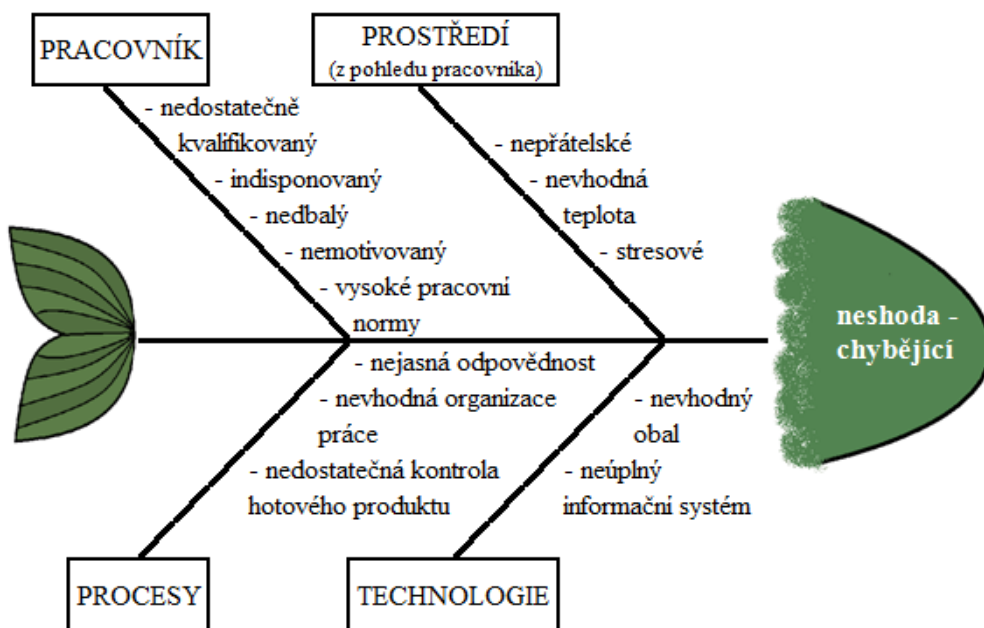 PRACOVNÍK
- nedostatečně
kvalifikovaný
- indisponovaný
- nedbalý
- nemotivovaný
- vysoké pracovní
normy
PROSTŘEDÍ
(z pohledu pracovníka)
- nepřátelské
- nevhodná
teplota
- stresové
neshoda -
chybějící
- nejasná odpovědnost
- nevhodná organizace
práce
- nedostatečná kontrola
hotového produktu
PROCESY
- nevhodný
obal
- neúplný
informační systém
TECHNOLOGIE